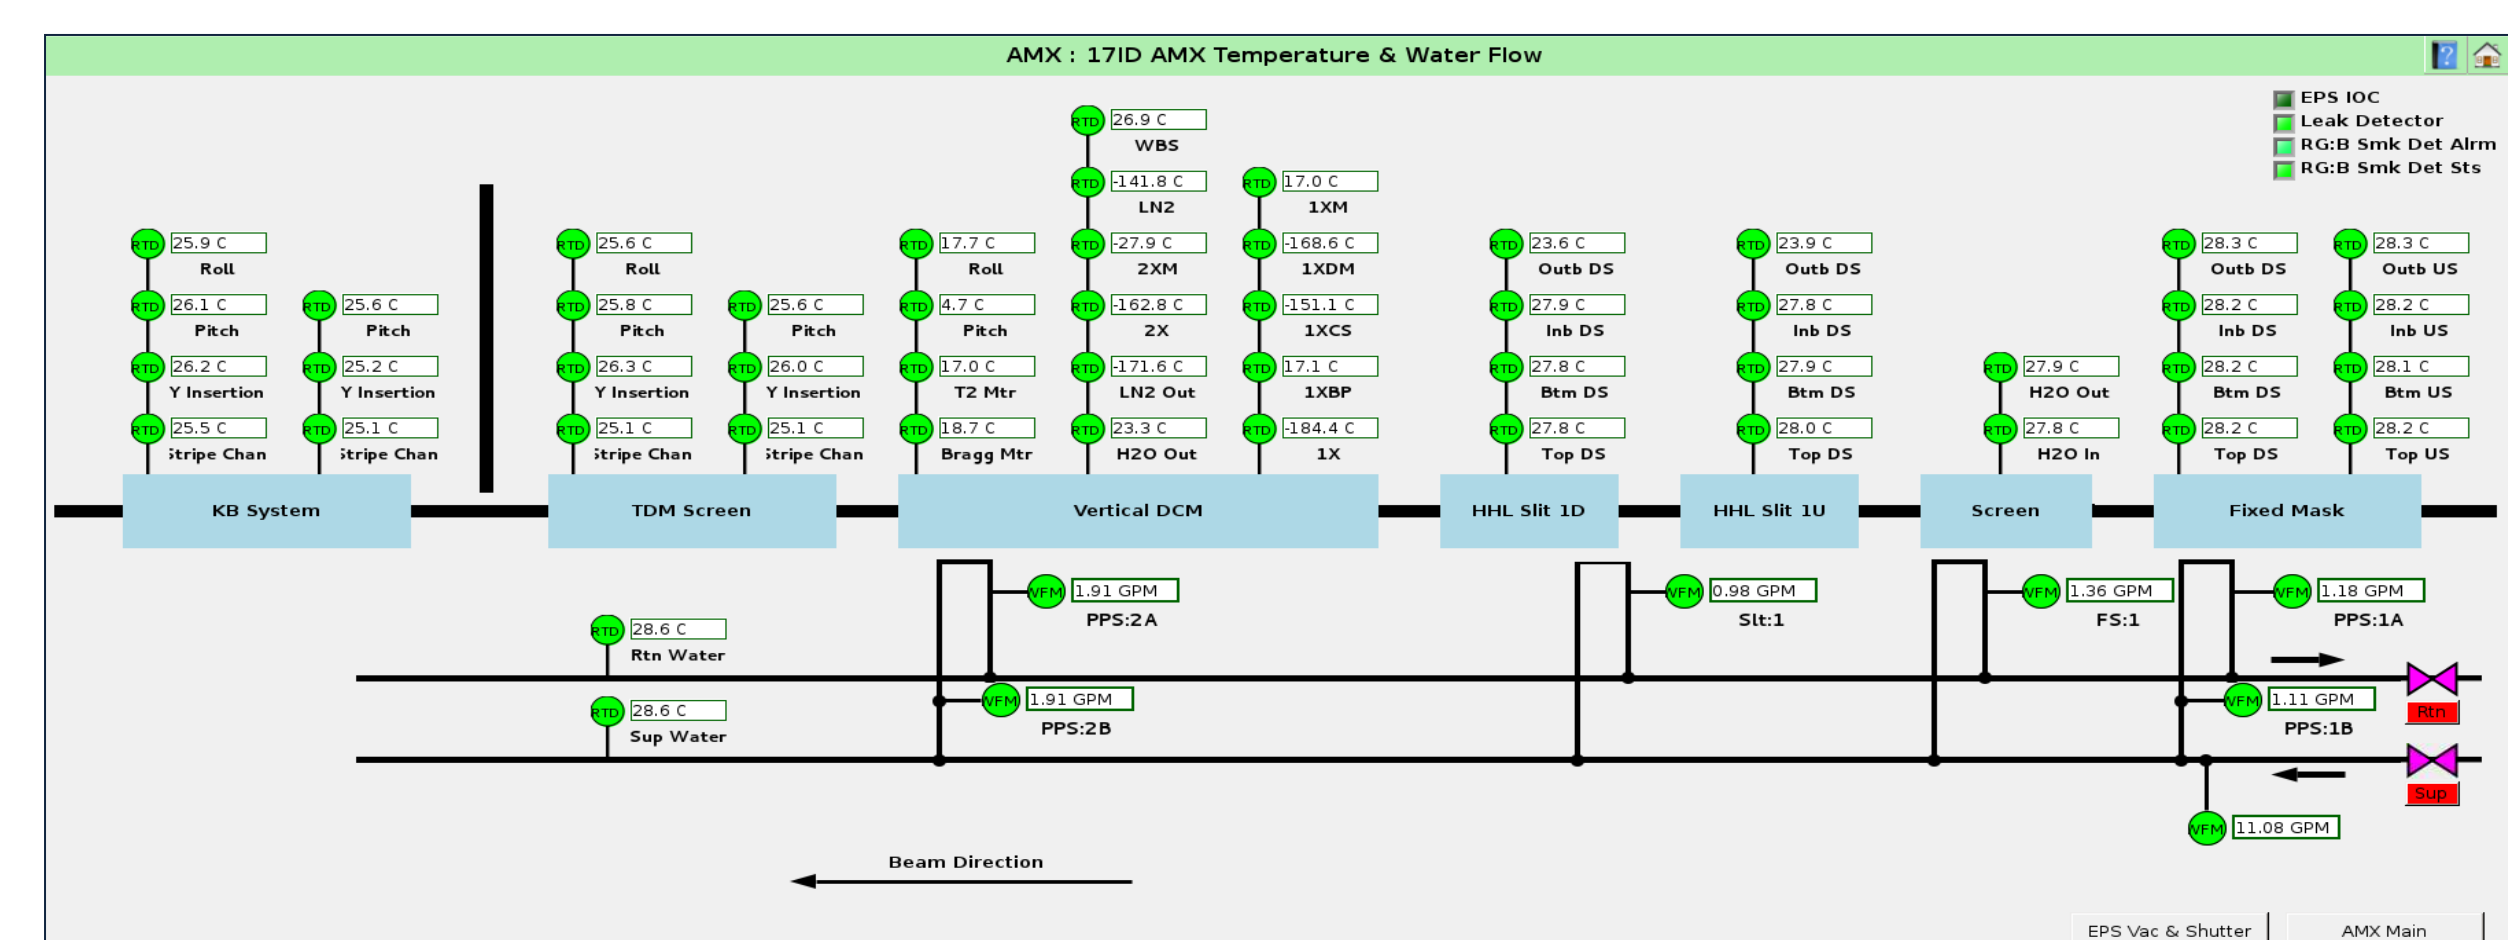 AMX : 17ID AMX Temperature & Water Flow
?
EPS IOC
Leak Detector
RG:B Smk Det Alrm
RG:B Smk Det Sts
RTD 26.9 C
WBS
RTD -141.8 C RTD 17.0 C
LN2 1XM
RTD 25.9 C RTD 25.6 C RTD 17.7 C RTD -27.9 C RTD -168.6 C RTD 23.6 C RTD 23.9 C RTD 28.3 C RTD 28.3 C
Roll Roll Roll 2XM 1XDM Outb DS Outb DS Outb DS Outb US
RTD 26.1 C RTD 25.6 C RTD 25.8 C RTD 25.6 C RTD 4.7 C RTD -162.8 C RTD -151.1 C RTD 27.9 C RTD 27.8 C RTD 28.2 C RTD 28.2 C
Pitch Pitch Pitch Pitch Pitch 2X 1XCS Inb DS Inb DS Inb DS Inb US
RTD 26.2 C RTD 25.2 C RTD 26.3 C RTD 26.0 C RTD 17.0 C RTD -171.6 C RTD 17.1 C RTD 27.8 C RTD 27.9 C RTD 27.9 C RTD 28.2 C RTD 28.1 C
Y Insertion Y Insertion Y Insertion Y Insertion T2 Mtr LN2 Out 1XBP Btm DS Btm DS H2O Out Btm DS Btm US
RTD 25.5 C RTD 25.1 C RTD 25.1 C RTD 25.1 C RTD 18.7 C RTD 23.3 C RTD -184.4 C RTD 27.8 C RTD 28.0 C RTD 27.8 C RTD 28.2 C RTD 28.2 C
Stripe Chan Stripe Chan Stripe Chan Stripe Chan Bragg Mtr H2O Out 1X Top DS Top DS H2O In Top DS Top US
KB System TDM Screen Vertical DCM HHL Slit 1D HHL Slit 1U Screen Fixed Mask
WFM 1.91 GPM WFM 0.98 GPM WFM 1.36 GPM WFM 1.18 GPM
PPS:2A Slt:1 FS:1 PPS:1A
RTD 28.6 C
Rtn Water
WFM 1.91 GPM WFM 1.11 GPM
PPS:2B PPS:1B
RTD 28.6 C Rtn
Sup Water
Sup
WFM 11.08 GPM
Beam Direction
EPS Vac & Shutter AMX Main